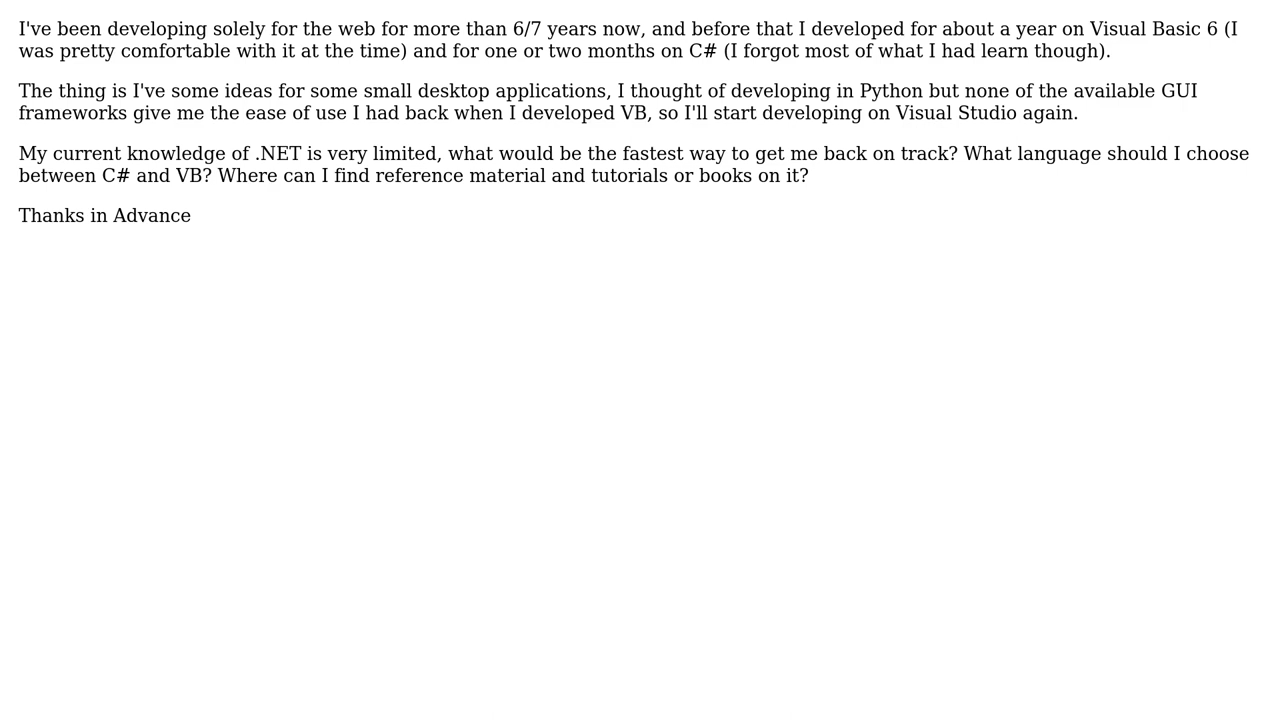 I've been developing solely for the web for more than 6/7 years now, and before that I developed for about a year on Visual Basic 6 (I
was pretty comfortable with it at the time) and for one or two months on C# (I forgot most of what I had learn though).
The thing is I've some ideas for some small desktop applications, I thought of developing in Python but none of the available GUI
frameworks give me the ease of use I had back when I developed VB, so I'll start developing on Visual Studio again.
My current knowledge of .NET is very limited, what would be the fastest way to get me back on track? What language should I choose
between C# and VB? Where can I find reference material and tutorials or books on it?
Thanks in Advance